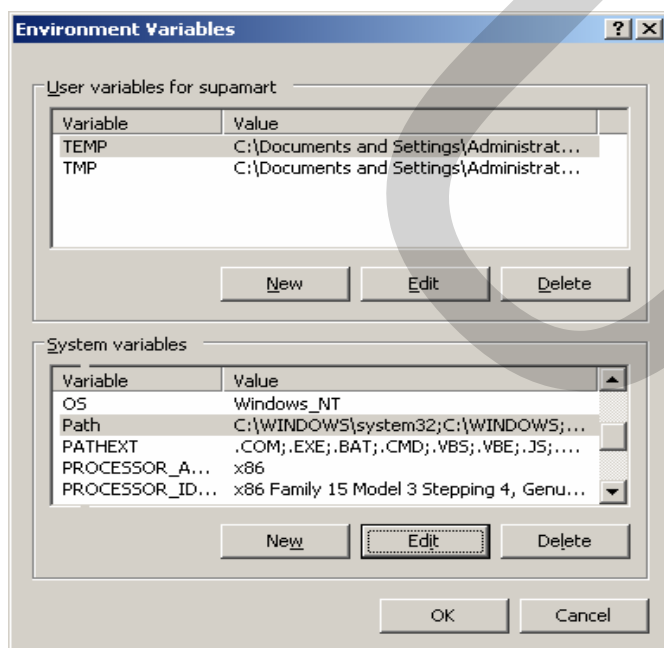 Environment Variables
User variables for supamart
Variable Value
TEMP C:\Documents and Settings\Administrat...
TMP C:\Documents and Settings\Administrat...
New Edit Delete
System variables
Variable Value
OS Windows_NT
Path C:\WINDOWS\system32;C:\WINDOWS;...
PATHEXT .COM;.EXE;.BAT;.CMD;.VBS;.VBE;.JS;....
PROCESSOR_A... x86
PROCESSOR_ID... x86 Family 15 Model 3 Stepping 4, Genu...
New Edit Delete
OK Cancel